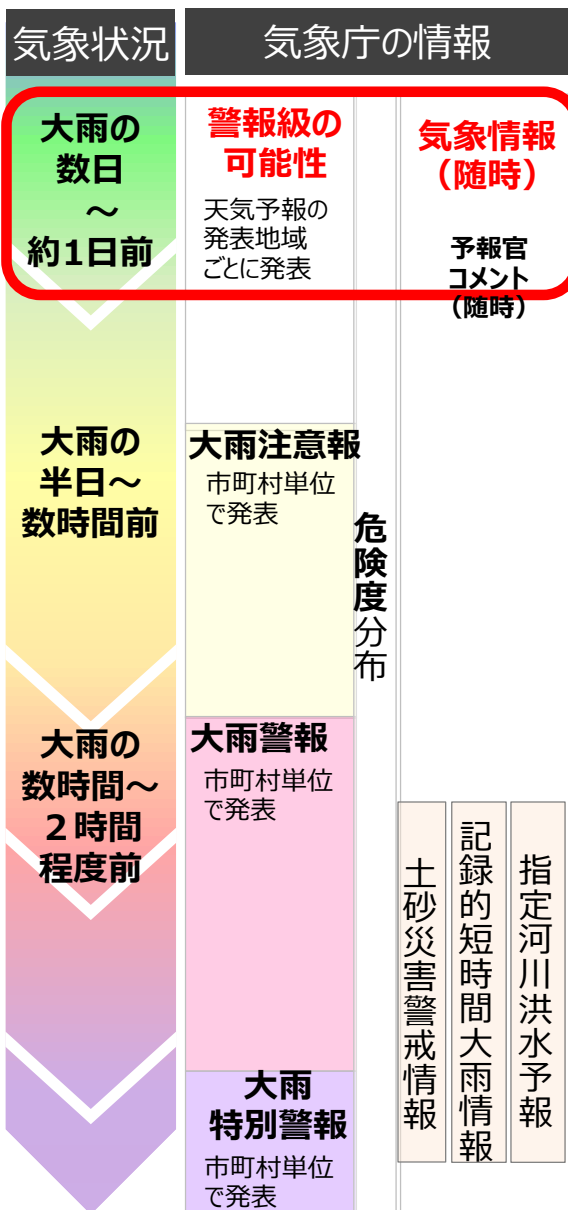 気象状況
気象庁の情報
大雨の
数日
～
約1日前
警報級の
可能性
天気予報の
発表地域
ごとに発表
気象情報
（随時）
予報官
コメント
（随時）
大雨の
半日～
数時間前
大雨注意報
市町村単位
で発表
危険度分布
大雨の
数時間～
２時間
程度前
大雨警報
市町村単位
で発表
土砂災害警戒情報
記録的短時間大雨情報
指定河川洪水予報
大雨
特別警報
市町村単位
で発表